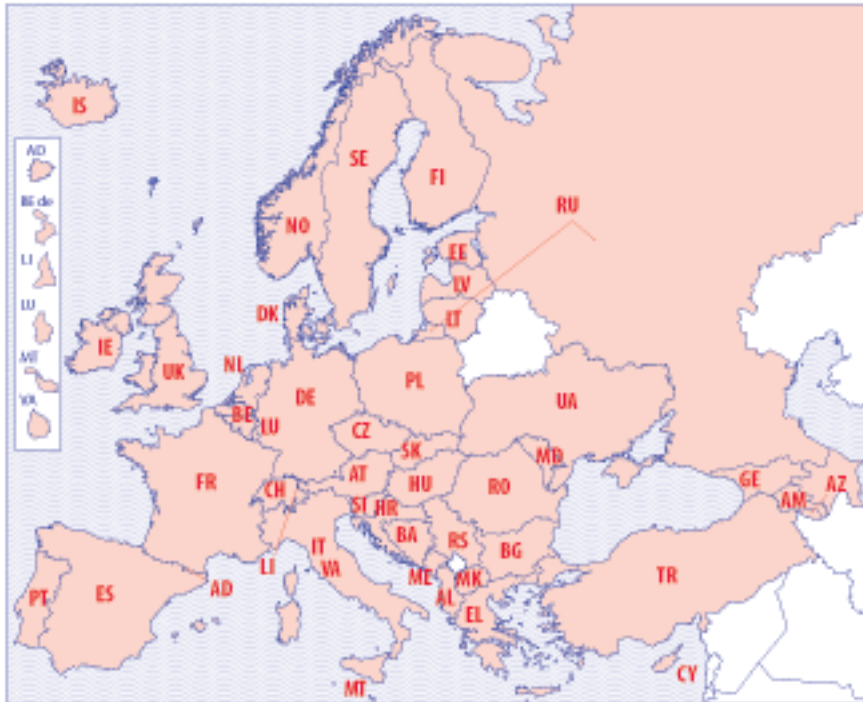 IS
AD
BE de
LI
LU
MT
VA
SE
FI
NO
RU
EE
LV
LT
DK
IE
UK
NL
BE
LU
DE
PL
UA
CZ
SK
MD
FR
CH
AT
HU
RO
SI
HR
GE
AZ
AM
BA
RS
BG
IT
VA
LI
ME
MK
AL
EL
TR
PT
ES
AD
MT
CY